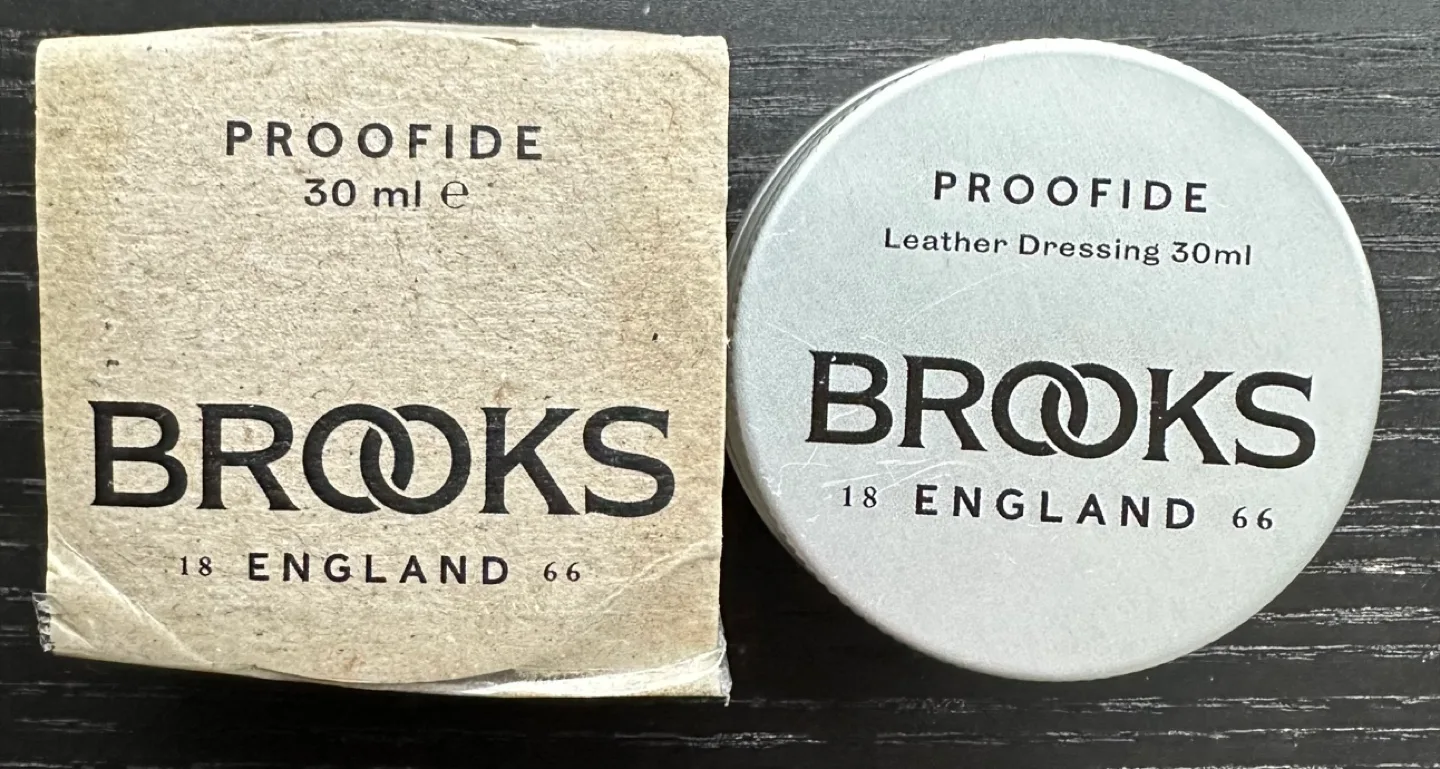 PROOFIDE
30 ml ℮
BROOKS
18 ENGLAND 66
PROOFIDE
Leather Dressing 30ml
BROOKS
18 ENGLAND 66